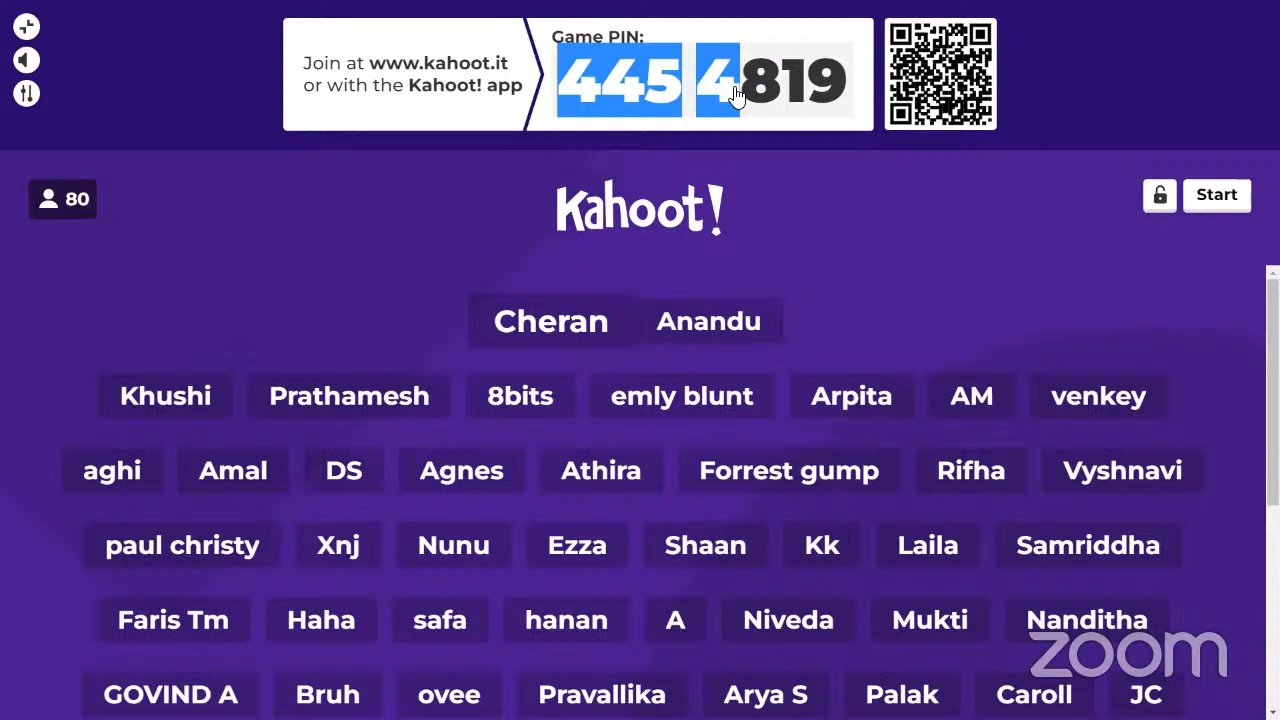 Join at www.kahoot.it
or with the Kahoot! app
Game PIN:
445 4819
80
Kahoot!
Start
Cheran Anandu
Khushi Prathamesh 8bits emly blunt Arpita AM venkey
aghi Amal DS Agnes Athira Forrest gump Rifha Vyshnavi
paul christy Xnj Nunu Ezza Shaan Kk Laila Samriddha
Faris Tm Haha safa hanan A Niveda Mukti Nanditha
zoom
GOVIND A Bruh ovee Pravallika Arya S Palak Caroll JC